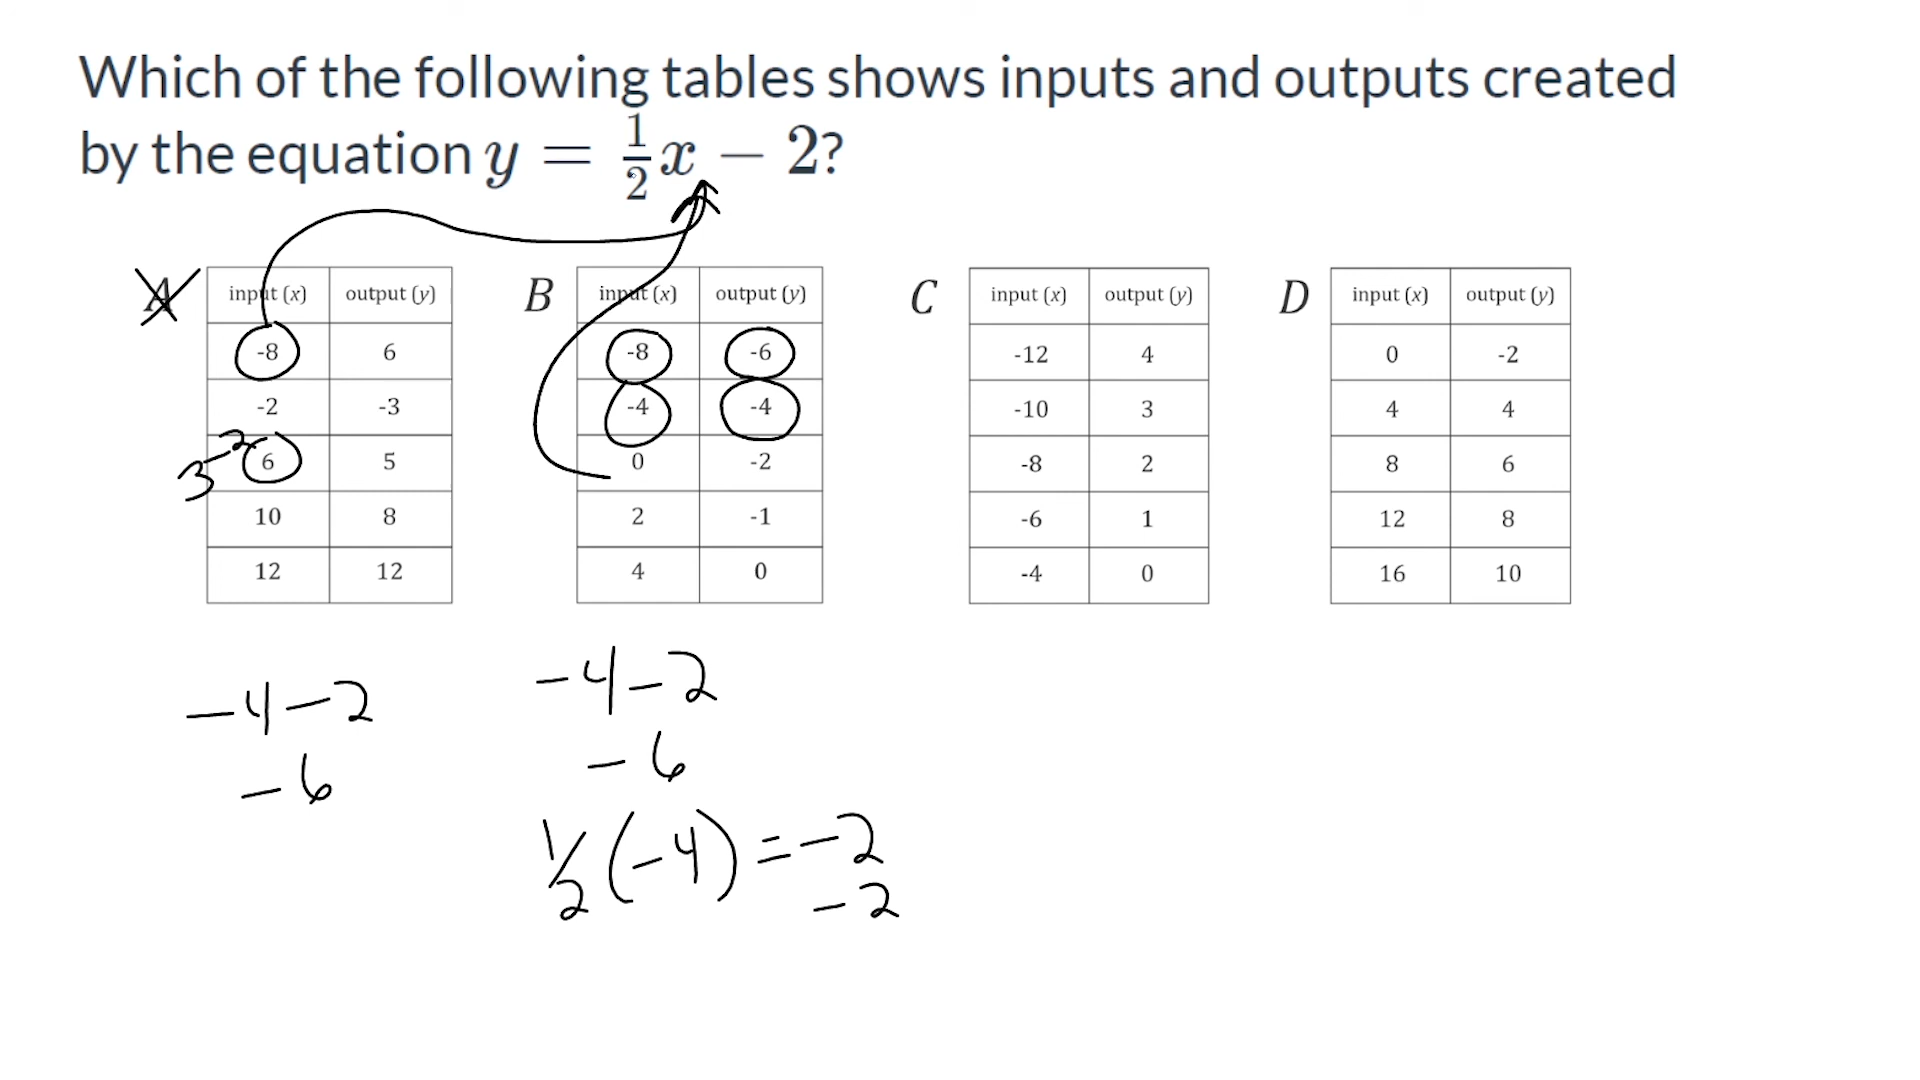 Which of the following tables shows inputs and outputs created
by the equation y = 1/2 x − 2?
A
input (x) output (y)
-8 6
-2 -3
6 5
10 8
12 12
3 -2
-4-2
-6
B
input (x) output (y)
-8 -6
-4 -4
0 -2
2 -1
4 0
-4-2
-6
1/2 (-4) = -2
-2
C
input (x) output (y)
-12 4
-10 3
-8 2
-6 1
-4 0
D
input (x) output (y)
0 -2
4 4
8 6
12 8
16 10